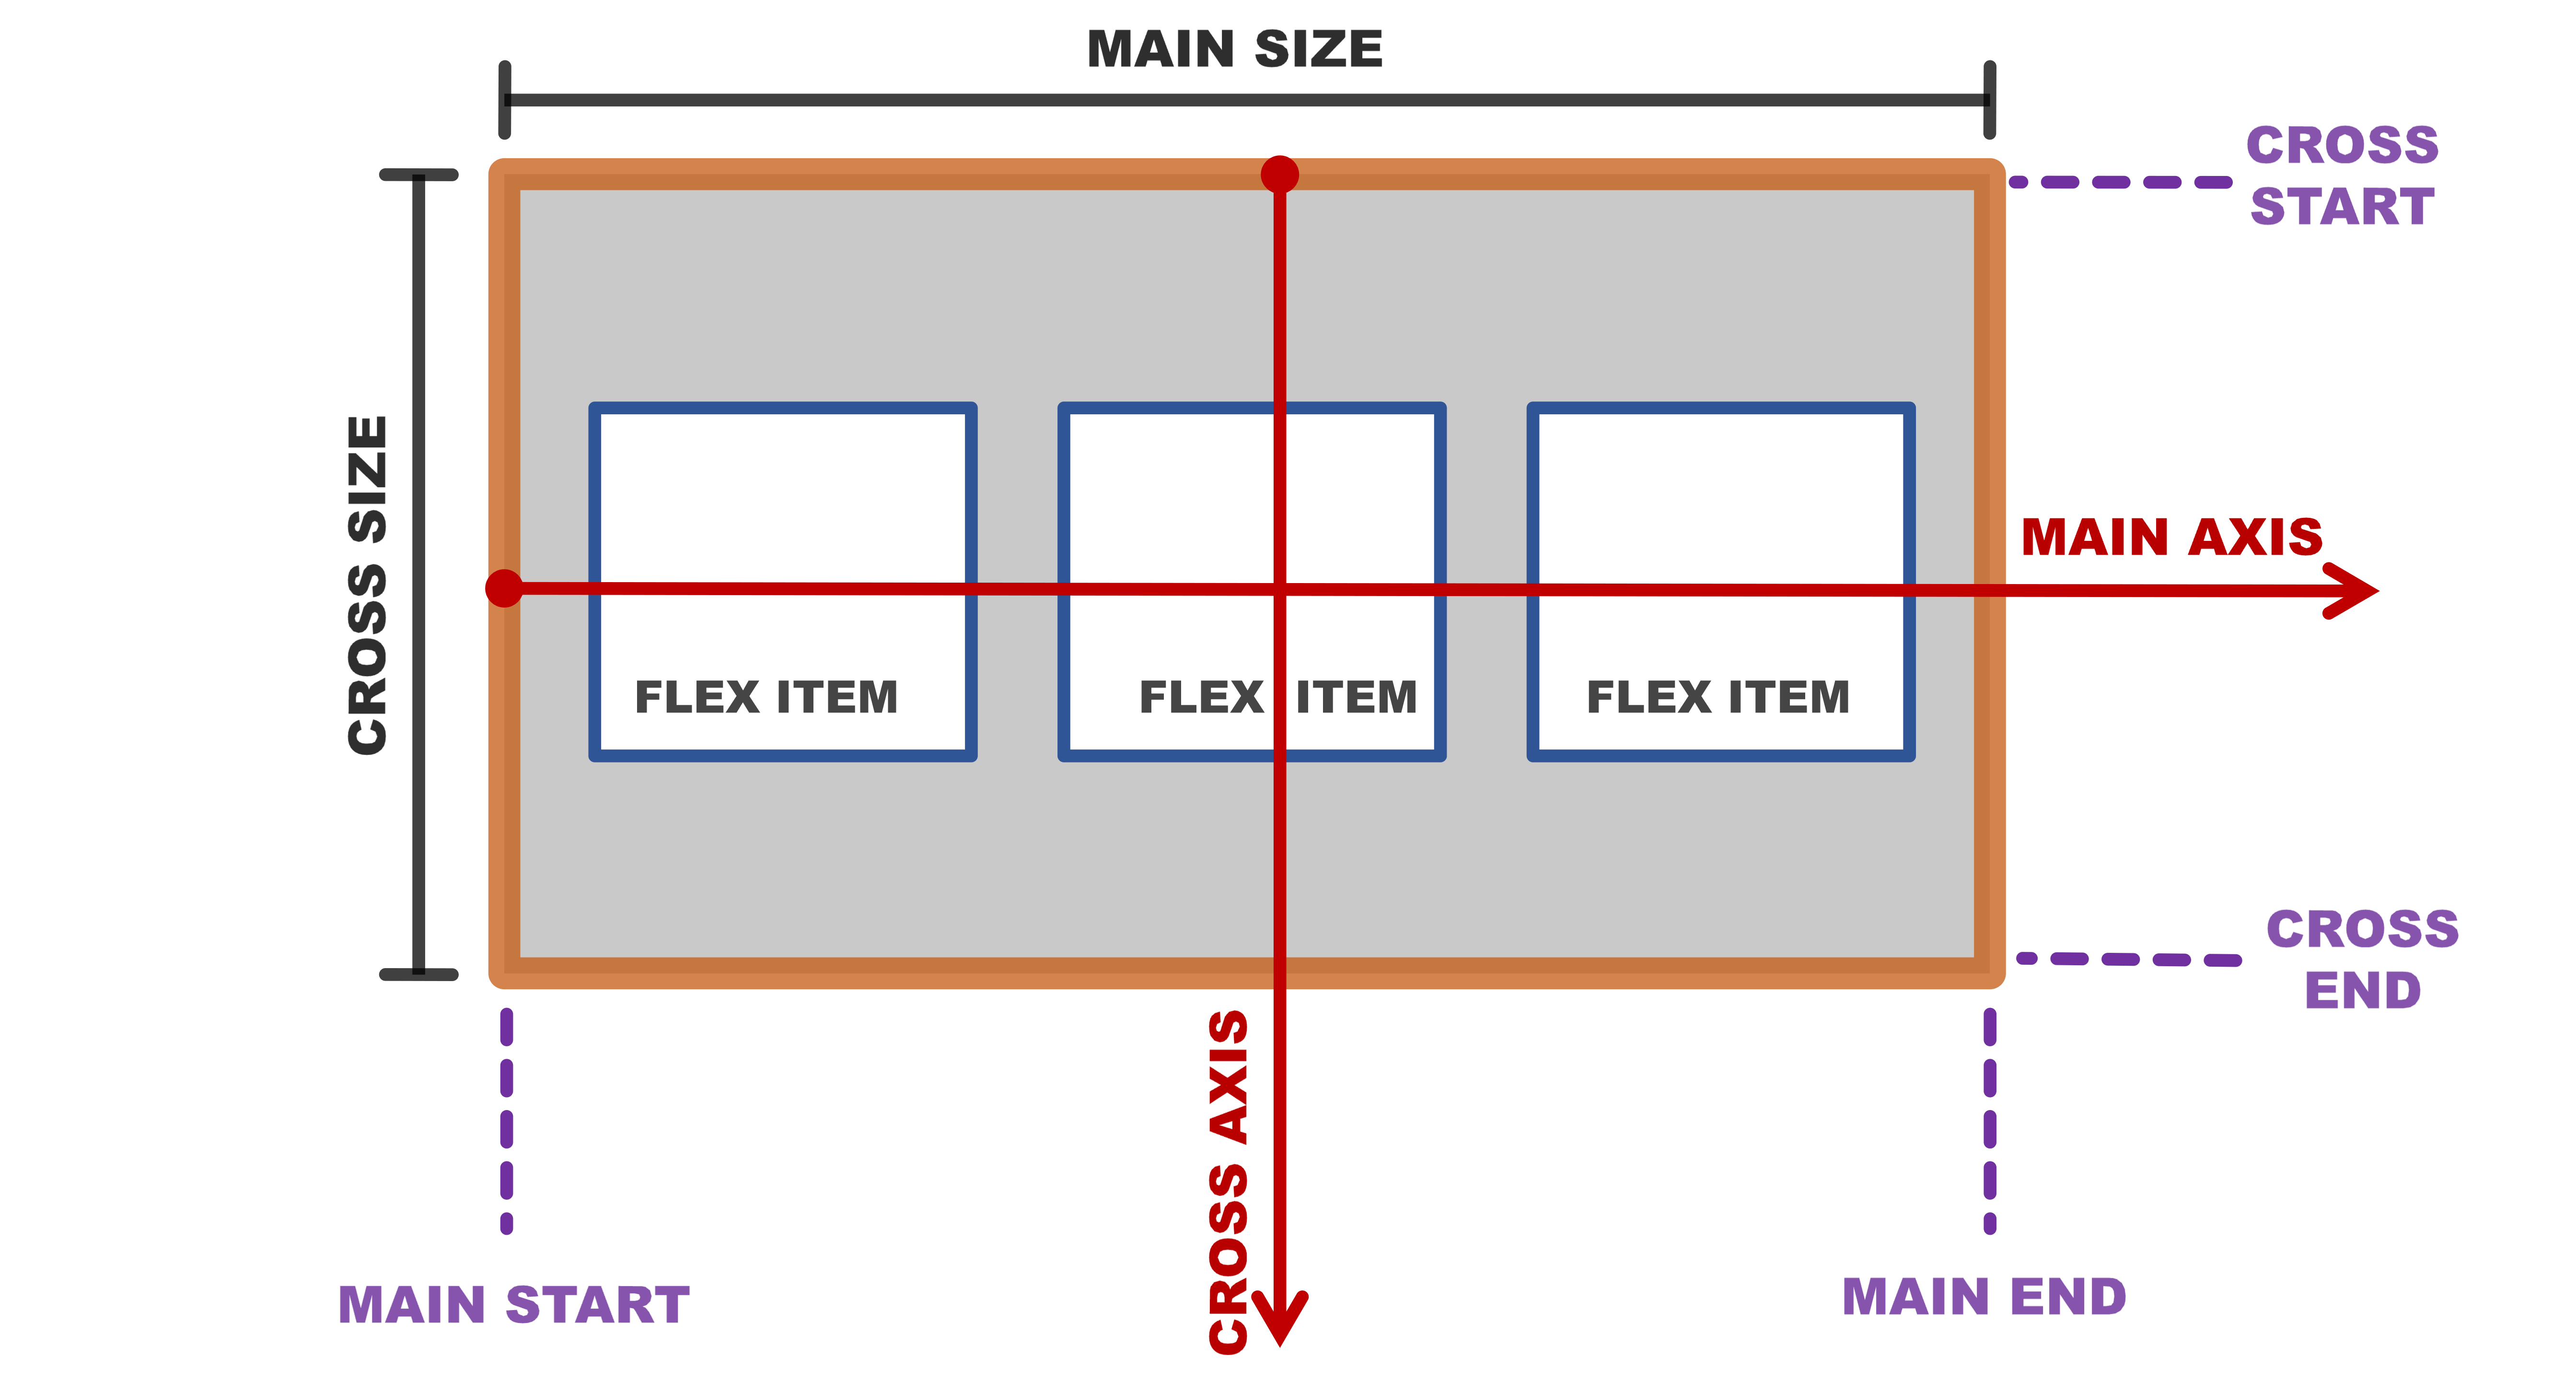 MAIN SIZE
CROSS
START
CROSS SIZE
MAIN AXIS
FLEX ITEM
FLEX ITEM
FLEX ITEM
CROSS
END
CROSS AXIS
MAIN START
MAIN END